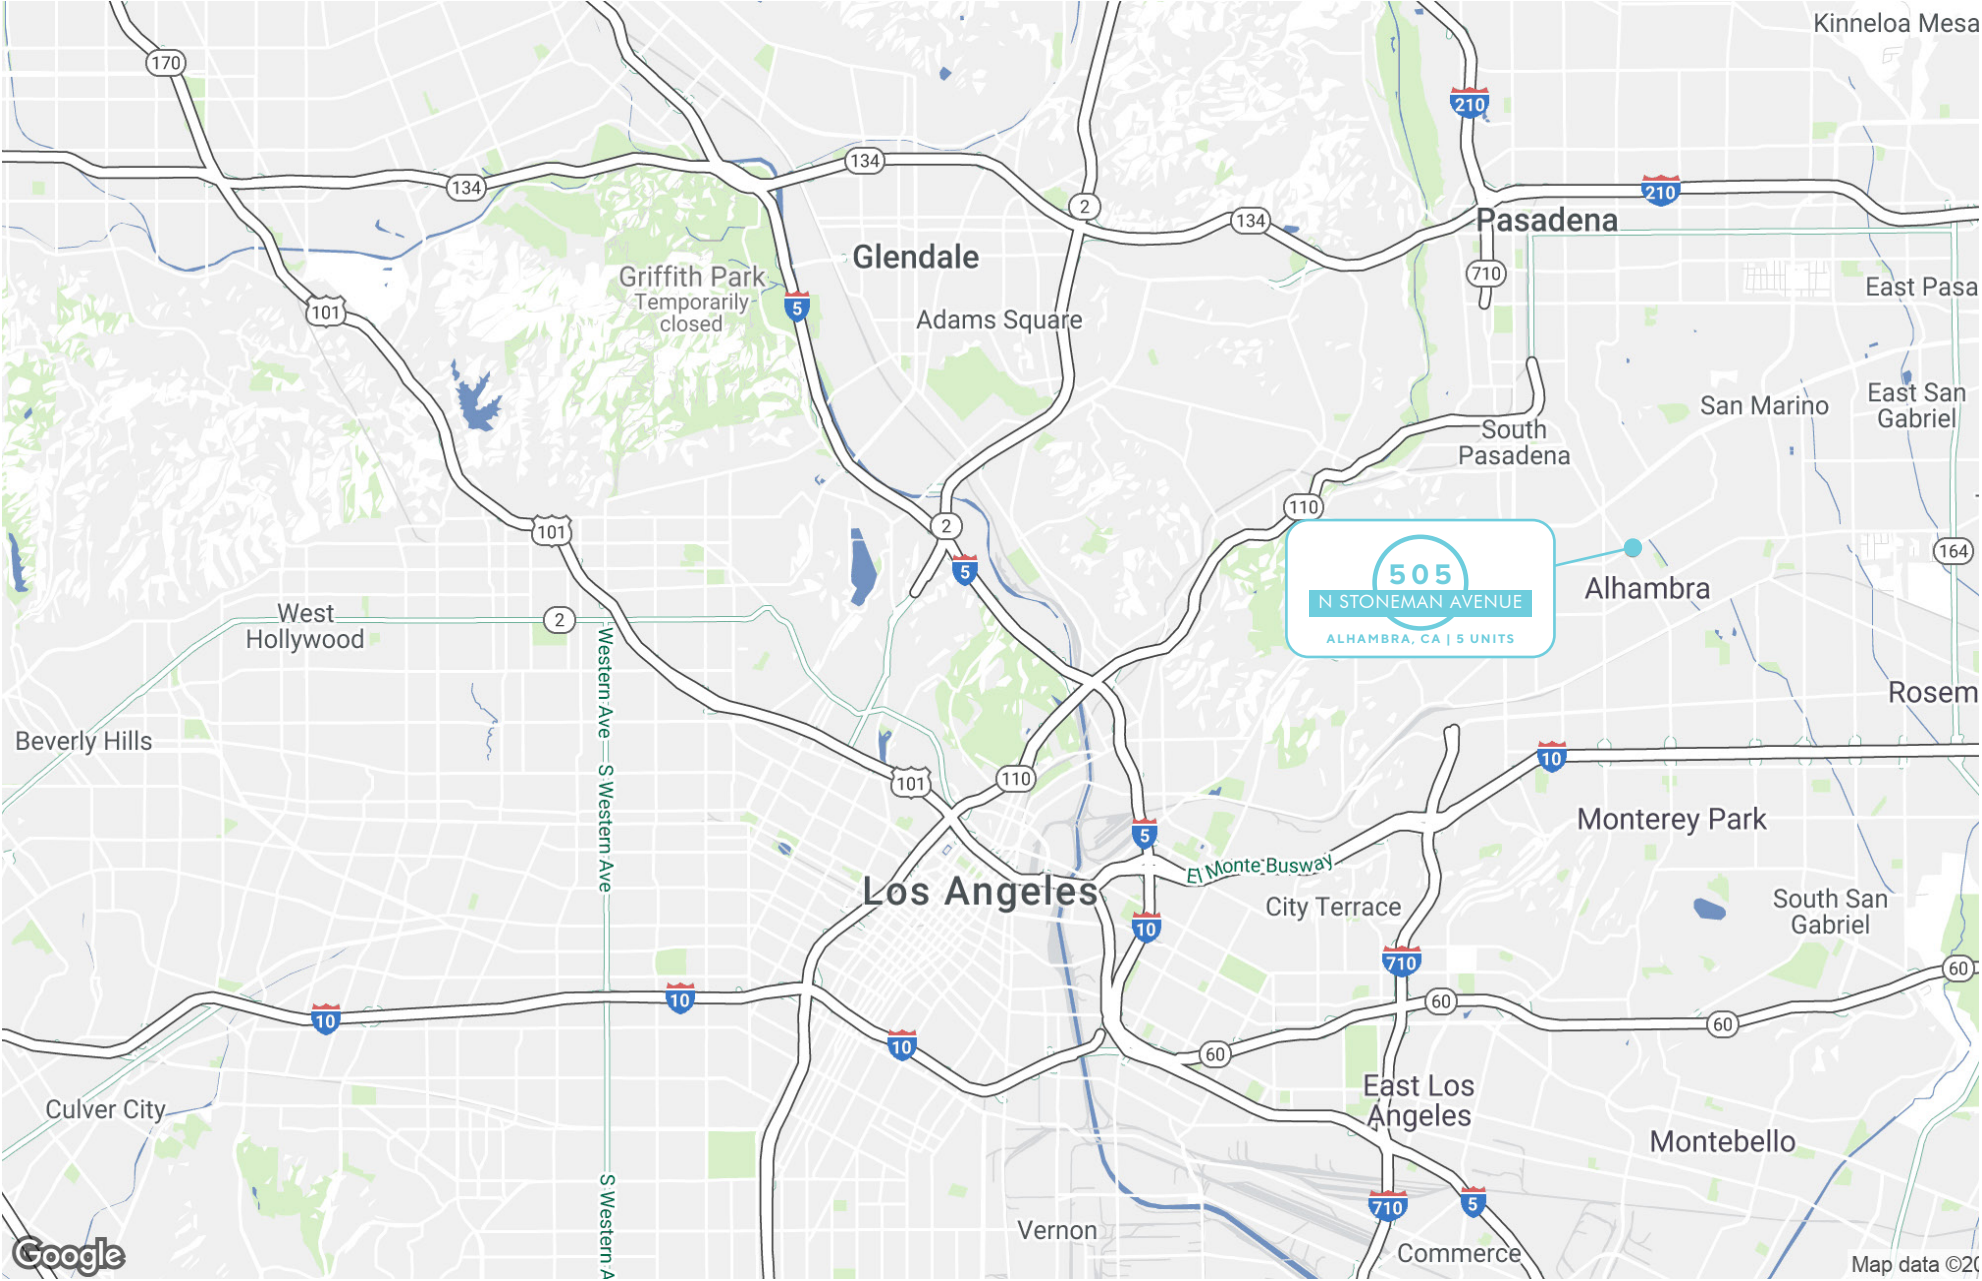 Kinneloa Mesa
170
210
134
134
2
134
210
Pasadena
Glendale
Griffith Park
Temporarily
closed
710
5
101
Adams Square
East Pasa
San Marino
East San
Gabriel
South
Pasadena
110
2
101
5
164
505
N STONEMAN AVENUE
ALHAMBRA, CA | 5 UNITS
Alhambra
West
Hollywood
2
Western Ave
S Western Ave
Rosem
Beverly Hills
10
101
110
Monterey Park
5
El Monte Busway
Los Angeles
City Terrace
South San
Gabriel
10
710
60
10
10
60
60
10
60
East Los
Angeles
Culver City
Montebello
S Western A
710
5
Vernon
Commerce
Google
Map data ©20